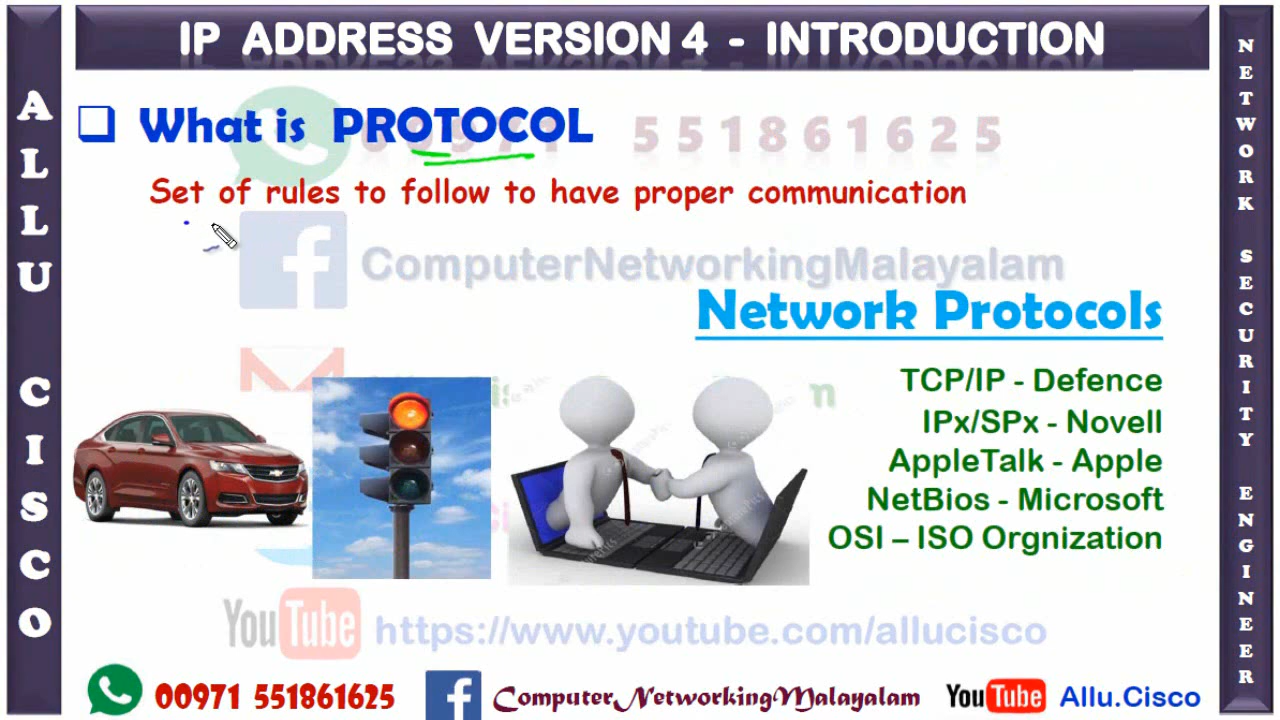 IP ADDRESS VERSION 4 - INTRODUCTION
ALLU CISCO
What is PROTOCOL
00971 551861625
Set of rules to follow to have proper communication
ComputerNetworkingMalayalam
Network Protocols
TCP/IP - Defence
IPx/SPx - Novell
AppleTalk - Apple
NetBios - Microsoft
OSI – ISO Orgnization
YouTube https://www.youtube.com/allucisco
00971 551861625
f ComputerNetworkingMalayalam
YouTube Allu.Cisco
NETWORK SECURITY ENGINEER